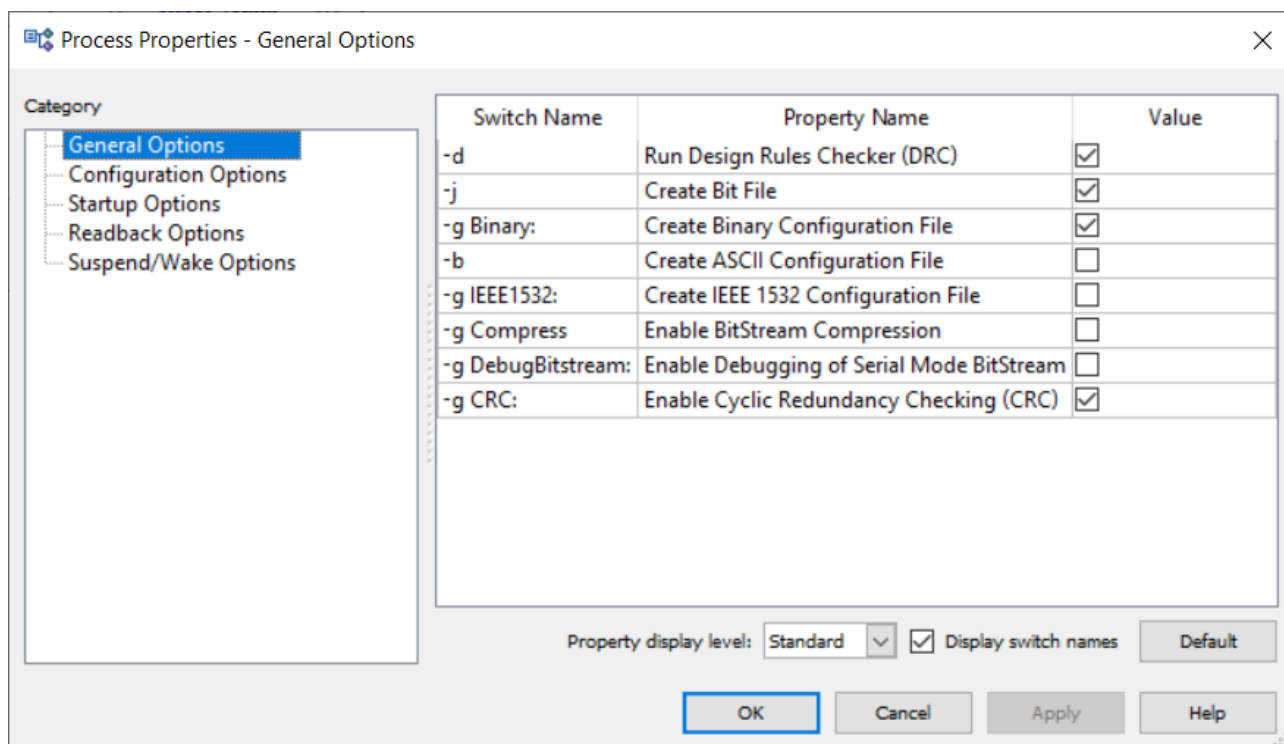 Process Properties - General Options
Category
General Options
Configuration Options
Startup Options
Readback Options
Suspend/Wake Options
Switch Name Property Name Value
-d Run Design Rules Checker (DRC)
-j Create Bit File
-g Binary: Create Binary Configuration File
-b Create ASCII Configuration File
-g IEEE1532: Create IEEE 1532 Configuration File
-g Compress Enable BitStream Compression
-g DebugBitstream: Enable Debugging of Serial Mode BitStream
-g CRC: Enable Cyclic Redundancy Checking (CRC)
Property display level: Standard Display switch names Default
OK Cancel Apply Help